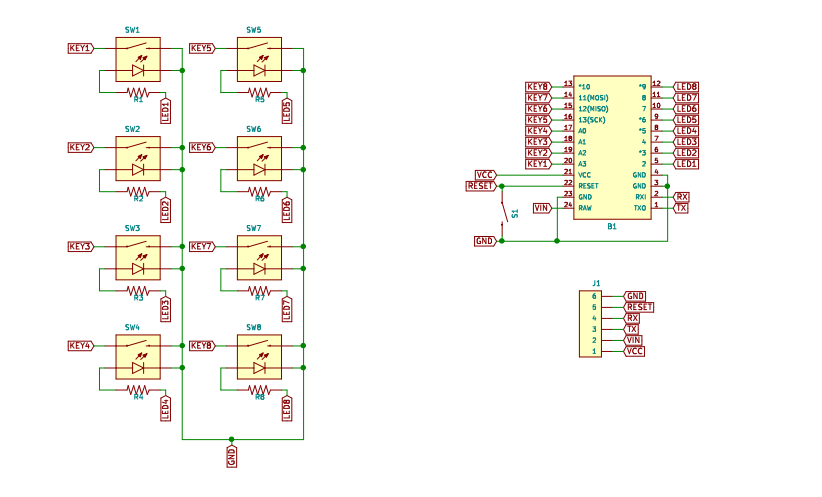 SW1
KEY1
R1
LED1
SW5
KEY5
R5
LED5
SW2
KEY2
R2
LED2
SW6
KEY6
R6
LED6
SW3
KEY3
R3
LED3
SW7
KEY7
R7
LED7
SW4
KEY4
R4
LED4
SW8
KEY8
R8
LED8
GND
KEY8 13 *10 *9 12 LED8
KEY7 14 11(MOSI) 8 11 LED7
KEY6 15 12(MISO) 7 10 LED6
KEY5 16 13(SCK) *6 9 LED5
KEY4 17 A0 *5 8 LED4
KEY3 18 A1 4 7 LED3
KEY2 19 A2 *3 6 LED2
KEY1 20 A3 2 5 LED1
VCC 21 VCC GND 4
RESET 22 RESET GND 3
23 GND RXI 2 RX
VIN 24 RAW TXO 1 TX
S1
B1
GND
J1
6 GND
5 RESET
4 RX
3 TX
2 VIN
1 VCC